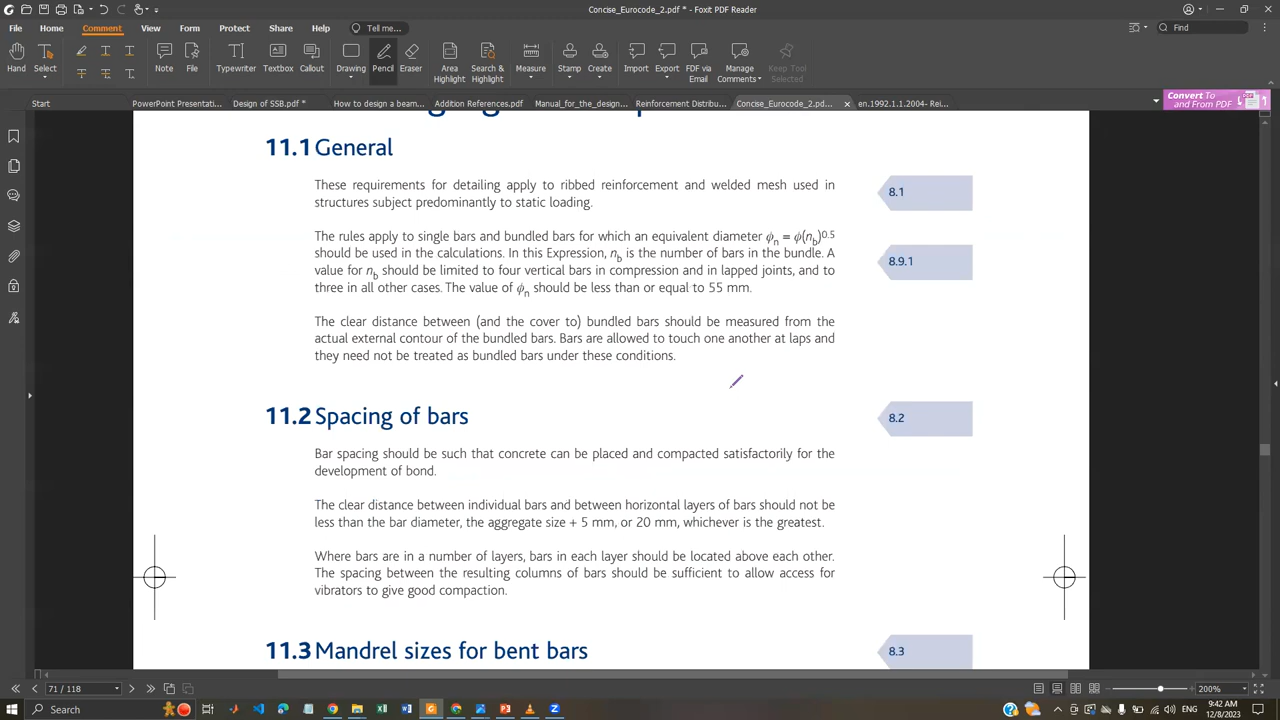 Concise_Eurocode_2.pdf * - Foxit PDF Reader
File Home Comment View Form Protect Share Help Tell me... Find
Hand Select Note File Typewriter Textbox Callout Drawing Pencil Eraser Area Highlight Search & Highlight Measure Stamp Create Import Export FDF via Email Manage Comments Keep Tool Selected
Start PowerPoint Presentati... Design of SSB.pdf * How to design a beam... Addition References.pdf Manual_for_the_design... Reinforcement Distribu... Concise_Eurocode_2.pd... en.1992.1.1.2004- Rei... Convert To and From PDF
11.1 General
These requirements for detailing apply to ribbed reinforcement and welded mesh used in 8.1
structures subject predominantly to static loading.
The rules apply to single bars and bundled bars for which an equivalent diameter ϕn = ϕ(nb)0.5
should be used in the calculations. In this Expression, nb is the number of bars in the bundle. A 8.9.1
value for nb should be limited to four vertical bars in compression and in lapped joints, and to
three in all other cases. The value of ϕn should be less than or equal to 55 mm.
The clear distance between (and the cover to) bundled bars should be measured from the
actual external contour of the bundled bars. Bars are allowed to touch one another at laps and
they need not be treated as bundled bars under these conditions.
11.2 Spacing of bars 8.2
Bar spacing should be such that concrete can be placed and compacted satisfactorily for the
development of bond.
The clear distance between individual bars and between horizontal layers of bars should not be
less than the bar diameter, the aggregate size + 5 mm, or 20 mm, whichever is the greatest.
Where bars are in a number of layers, bars in each layer should be located above each other.
The spacing between the resulting columns of bars should be sufficient to allow access for
vibrators to give good compaction.
11.3 Mandrel sizes for bent bars 8.3
71 / 118 200%
Search 9:42 AM
12/8/2023